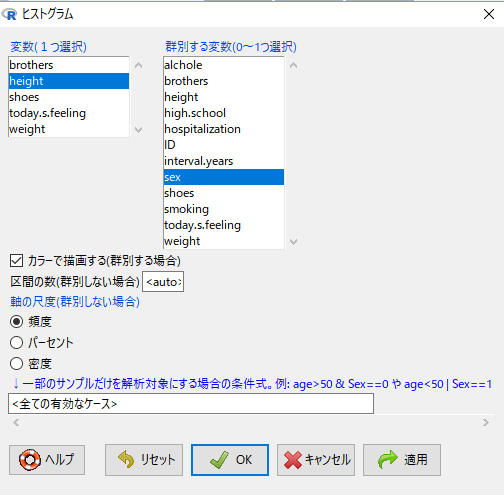 ヒストグラム
変数(１つ選択)
brothers
height
shoes
today.s.feeling
weight
群別する変数(0～1つ選択)
alchole
brothers
height
high.school
hospitalization
ID
interval.years
sex
shoes
smoking
today.s.feeling
weight
カラーで描画する(群別する場合)
区間の数(群別しない場合) <auto>
軸の尺度(群別しない場合)
頻度
パーセント
密度
↓一部のサンプルだけを解析対象にする場合の条件式。例: age>50 & Sex==0 や age<50 | Sex==1
<全ての有効なケース>
ヘルプ
リセット
OK
キャンセル
適用